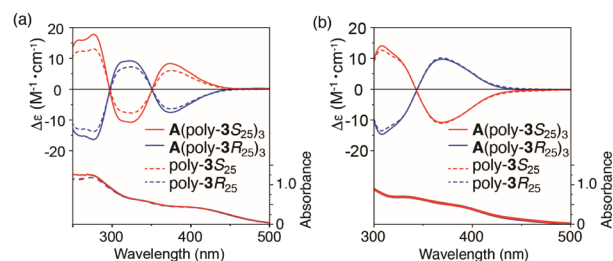 (a)
20
10
0
-10
-20
Δε (M⁻¹・cm⁻¹)
A(poly-3S₂₅)₃
A(poly-3R₂₅)₃
poly-3S₂₅
poly-3R₂₅
1.0
0
Absorbance
300 400 500
Wavelength (nm)
(b)
20
10
0
-10
-20
Δε (M⁻¹・cm⁻¹)
A(poly-3S₂₅)₃
A(poly-3R₂₅)₃
poly-3S₂₅
poly-3R₂₅
1.0
0
Absorbance
300 400 500
Wavelength (nm)